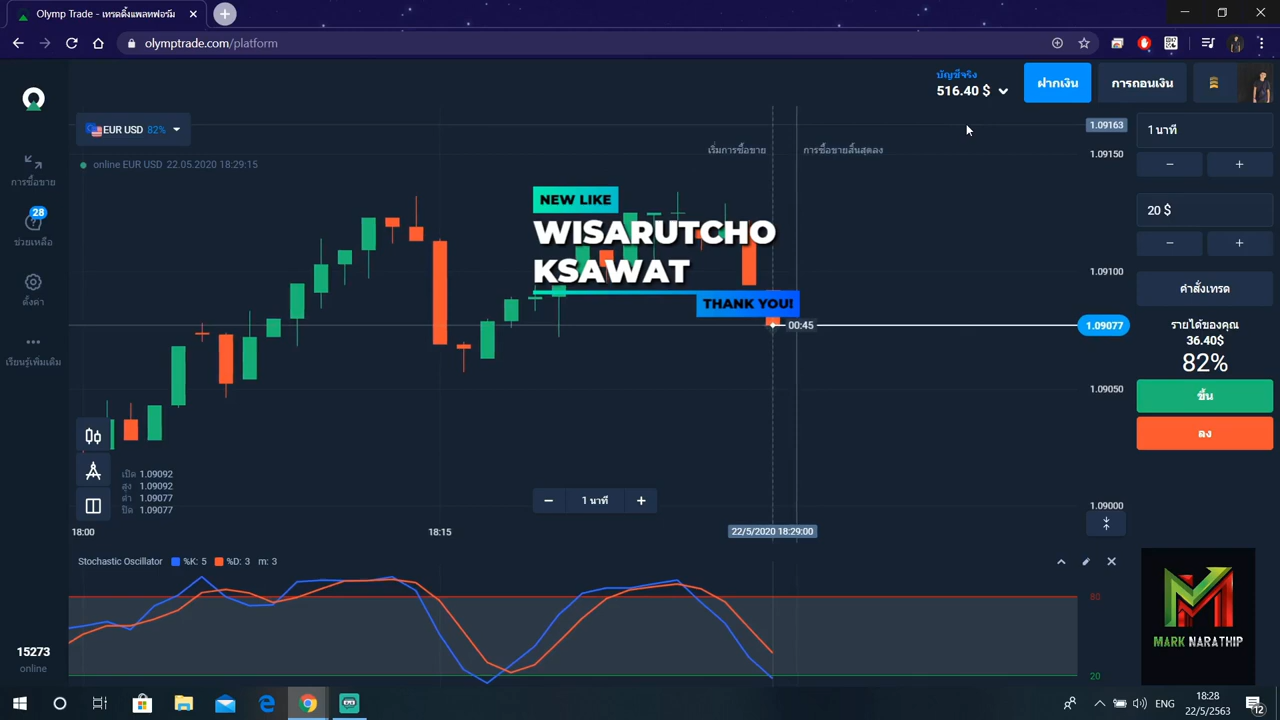 Olymp Trade - เทรดดิ้งแพลทฟอร์ม
olymptrade.com/platform
บัญชีจริง
516.40 $
ฝากเงิน
การถอนเงิน
EUR USD 82%
online EUR USD 22.05.2020 18:29:15
เริ่มการซื้อขาย
การซื้อขายสิ้นสุดลง
1.09163
1.09150
1.09100
1.09077
1.09050
1.09000
การซื้อขาย
28
ช่วยเหลือ
ตั้งค่า
เรียนรู้เพิ่มเติม
NEW LIKE
WISARUTCHO
KSAWAT
THANK YOU!
00:45
1 นาที
20 $
คำสั่งเทรด
รายได้ของคุณ
36.40$
82%
ขึ้น
ลง
เปิด 1.09092
สูง 1.09092
ต่ำ 1.09077
ปิด 1.09077
1 นาที
18:00
18:15
22/5/2020 18:29:00
Stochastic Oscillator %K: 5 %D: 3 m: 3
80
20
MARK NARATHIP
15273
online
ENG
18:28
22/5/2563
12